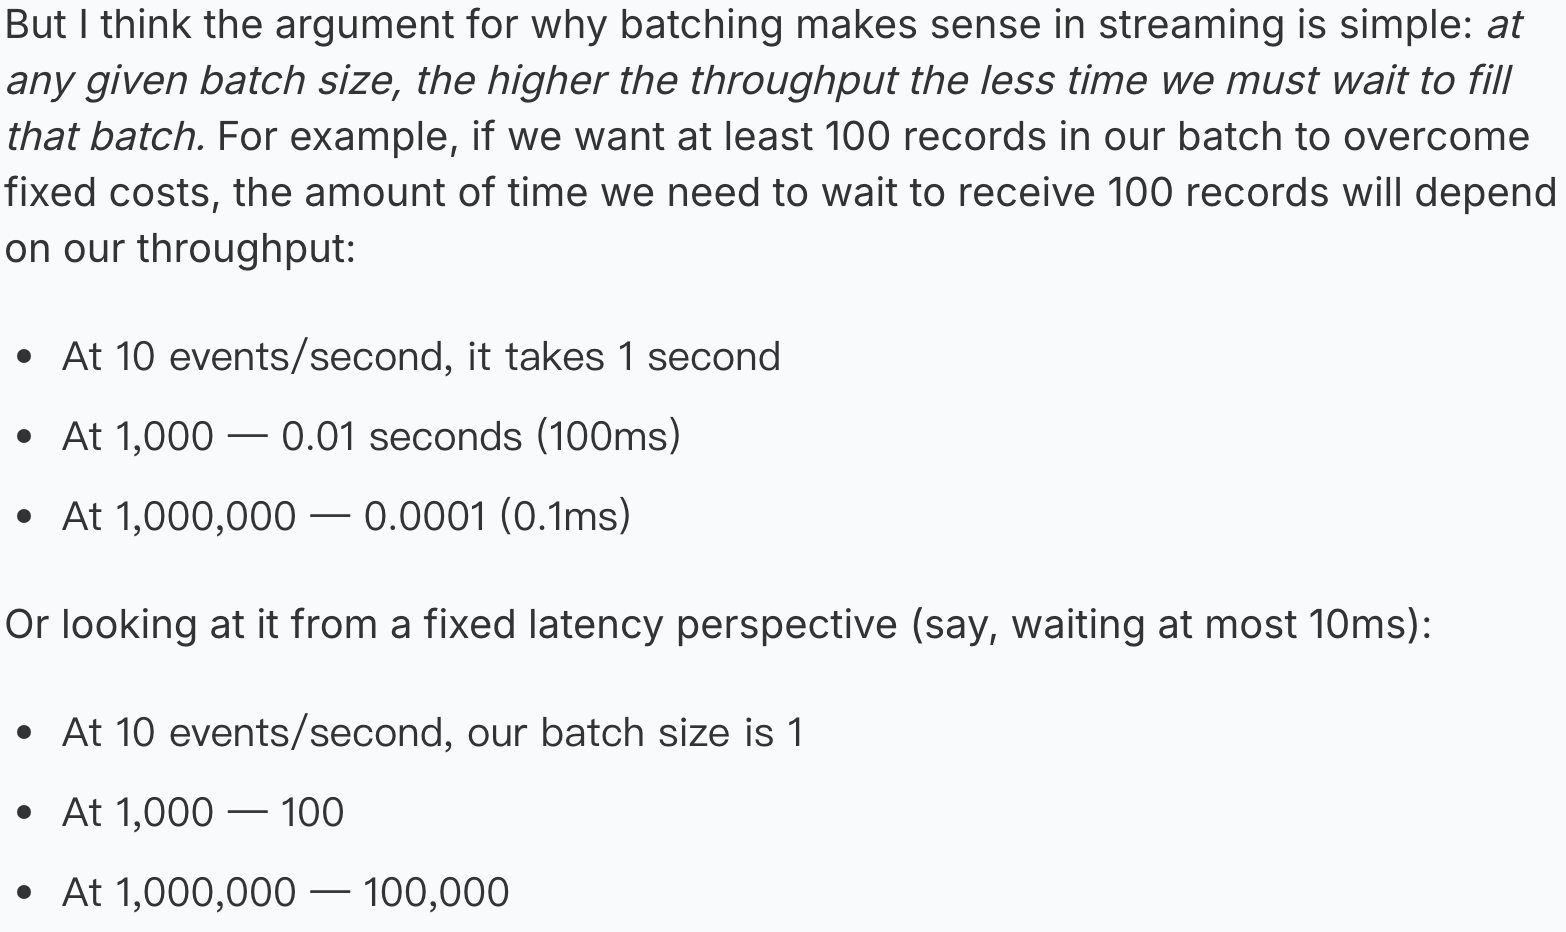 But I think the argument for why batching makes sense in streaming is simple: at
any given batch size, the higher the throughput the less time we must wait to fill
that batch. For example, if we want at least 100 records in our batch to overcome
fixed costs, the amount of time we need to wait to receive 100 records will depend
on our throughput:
• At 10 events/second, it takes 1 second
• At 1,000 — 0.01 seconds (100ms)
• At 1,000,000 — 0.0001 (0.1ms)
Or looking at it from a fixed latency perspective (say, waiting at most 10ms):
• At 10 events/second, our batch size is 1
• At 1,000 — 100
• At 1,000,000 — 100,000